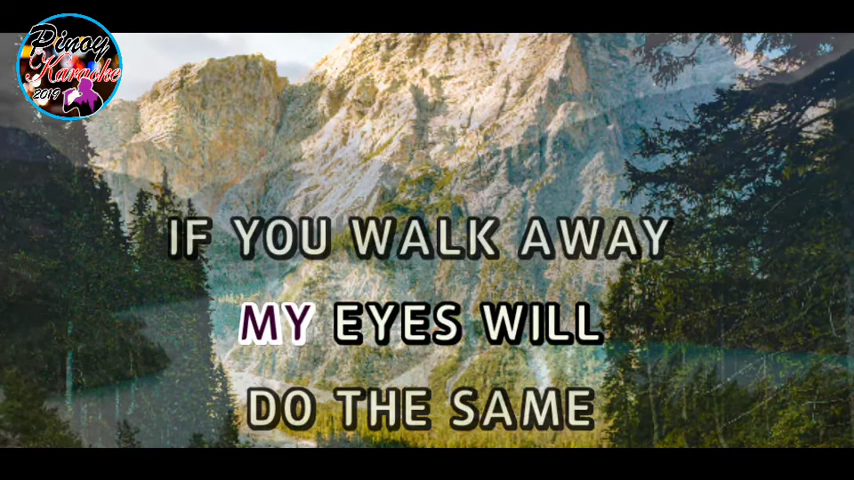 Pinoy
Karaoke
2019
IF YOU WALK AWAY
MY EYES WILL
DO THE SAME